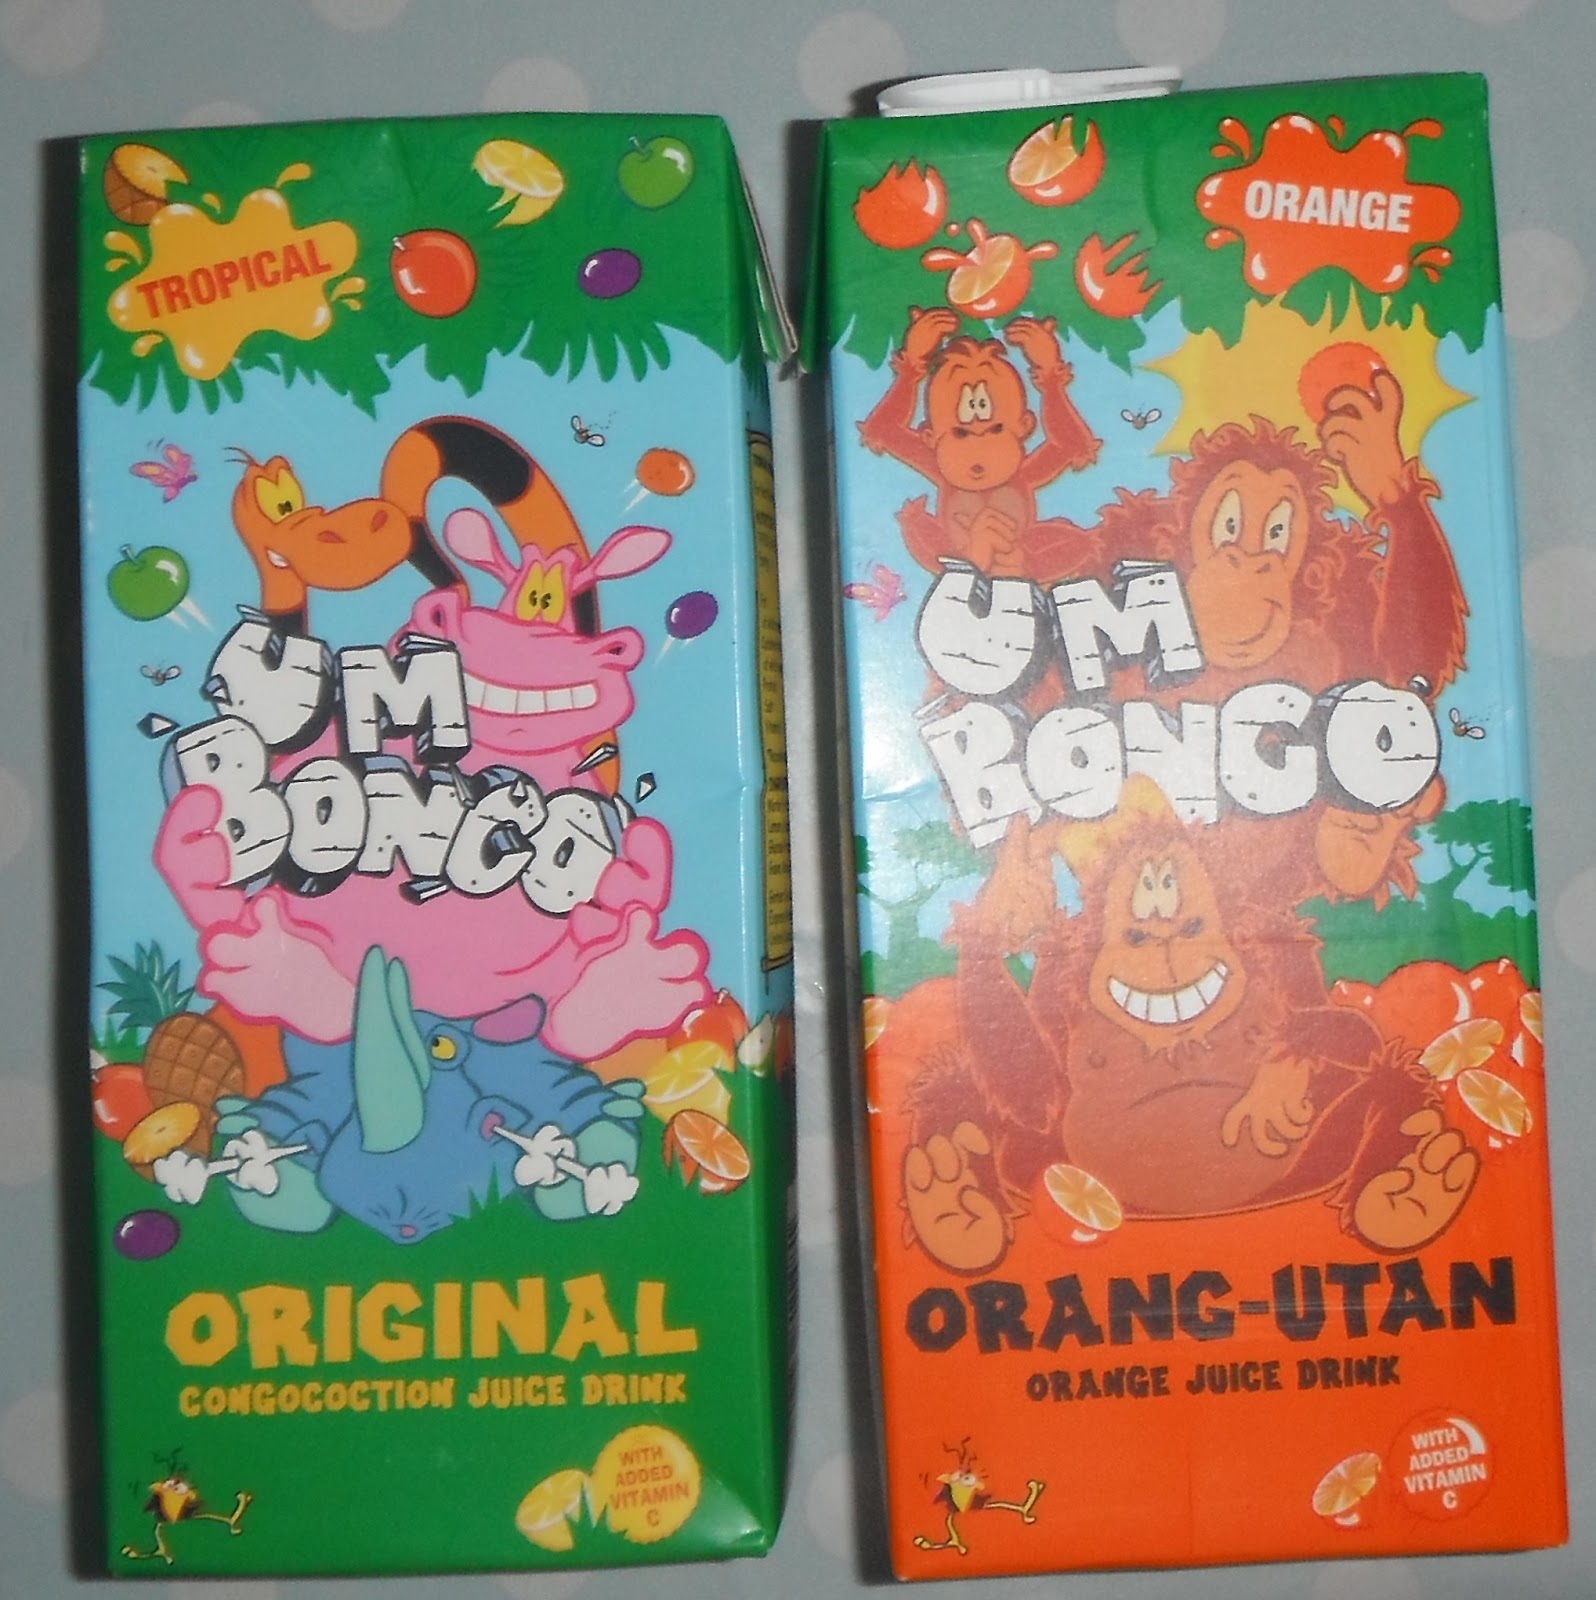 TROPICAL
UM
BONGO
ORIGINAL
CONGOCOCTION JUICE DRINK
WITH
ADDED
VITAMIN
C
ORANGE
UM
BONGO
ORANG-UTAN
ORANGE JUICE DRINK
WITH
ADDED
VITAMIN
C